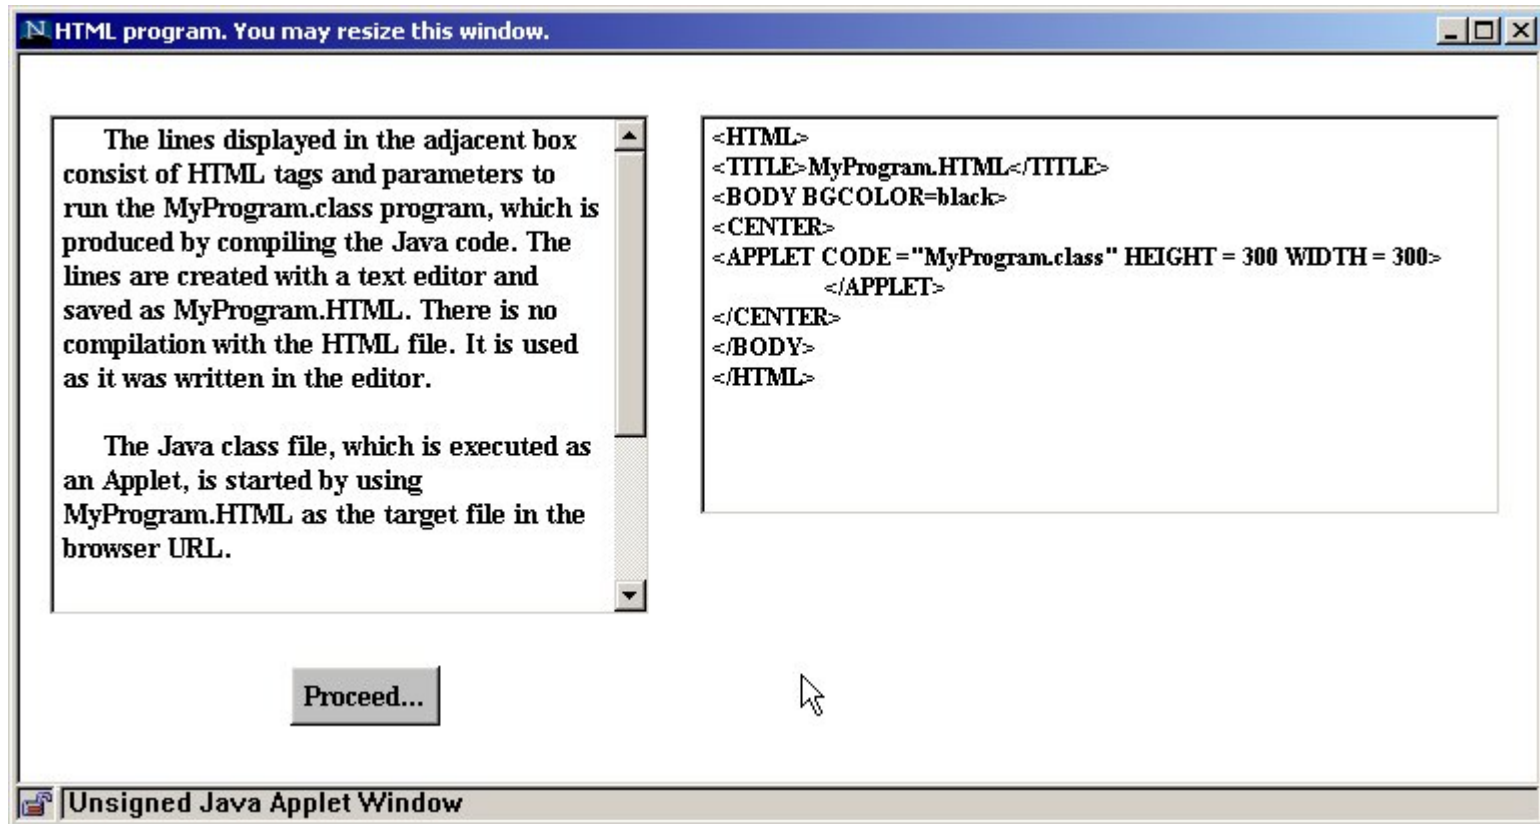 N HTML program. You may resize this window.
The lines displayed in the adjacent box
consist of HTML tags and parameters to
run the MyProgram.class program, which is
produced by compiling the Java code. The
lines are created with a text editor and
saved as MyProgram.HTML. There is no
compilation with the HTML file. It is used
as it was written in the editor.
The Java class file, which is executed as
an Applet, is started by using
MyProgram.HTML as the target file in the
browser URL.
<HTML>
<TITLE>MyProgram.HTML</TITLE>
<BODY BGCOLOR=black>
<CENTER>
<APPLET CODE ="MyProgram.class" HEIGHT = 300 WIDTH = 300>
</APPLET>
</CENTER>
</BODY>
</HTML>
Proceed...
Unsigned Java Applet Window